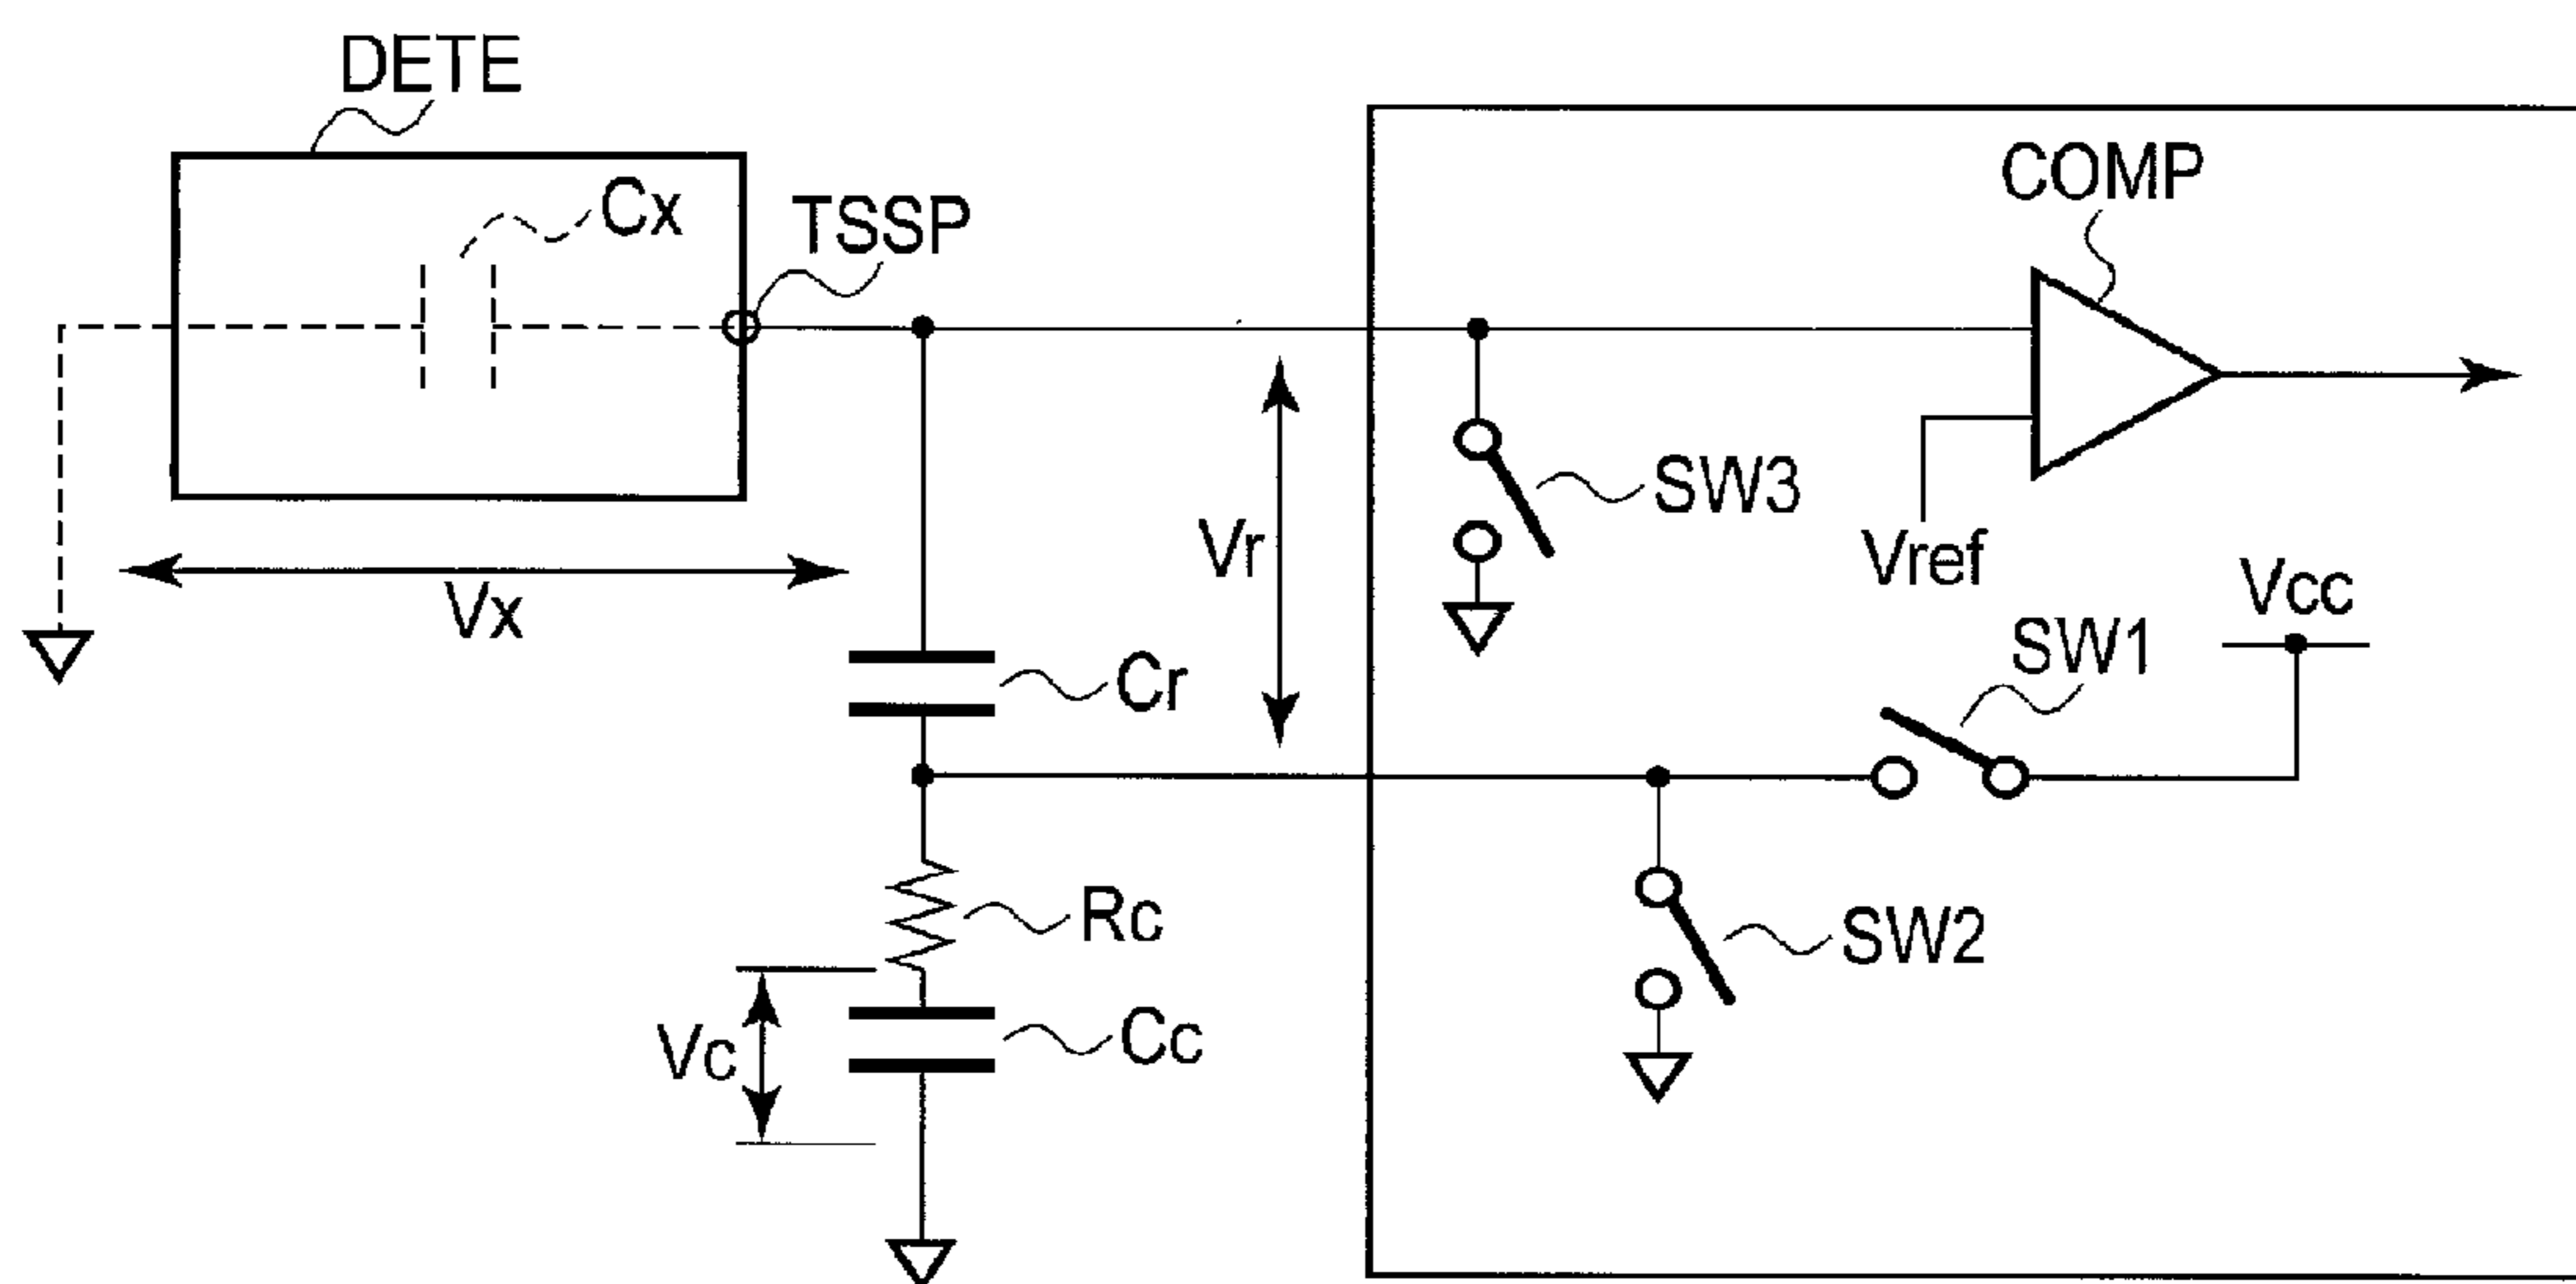 DETE
Cx
TSSP
COMP
SW3
Vr
Vref
Vx
Vcc
SW1
Cr
Rc
SW2
Vc
Cc